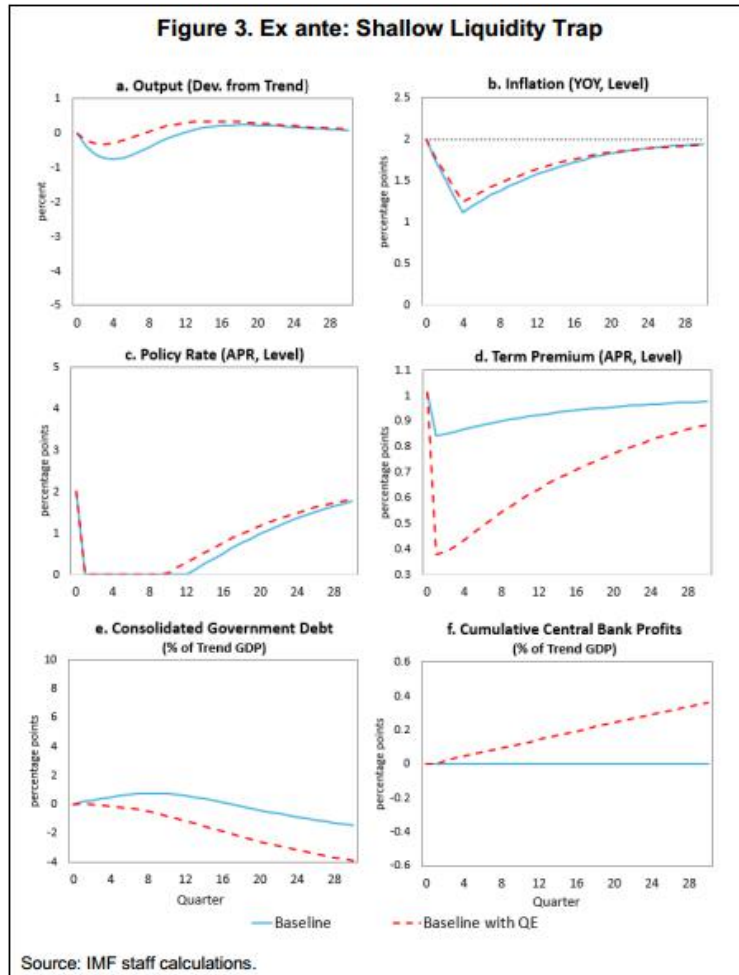 Figure 3. Ex ante: Shallow Liquidity Trap
a. Output (Dev. from Trend)
percent
1
0
-1
-2
-3
-4
-5
0 4 8 12 16 20 24 28
b. Inflation (YOY, Level)
percentage points
2.5
2
1.5
1
0.5
0
0 4 8 12 16 20 24 28
c. Policy Rate (APR, Level)
percentage points
5
4
3
2
1
0
0 4 8 12 16 20 24 28
d. Term Premium (APR, Level)
percentage points
1.1
1
0.9
0.8
0.7
0.6
0.5
0.4
0.3
0 4 8 12 16 20 24 28
e. Consolidated Government Debt
(% of Trend GDP)
percentage points
10
8
6
4
2
0
-2
-4
0 4 8 12 16 20 24 28
Quarter
f. Cumulative Central Bank Profits
(% of Trend GDP)
percentage points
0.6
0.4
0.2
0
-0.2
-0.4
-0.6
0 4 8 12 16 20 24 28
Quarter
Baseline
Baseline with QE
Source: IMF staff calculations.